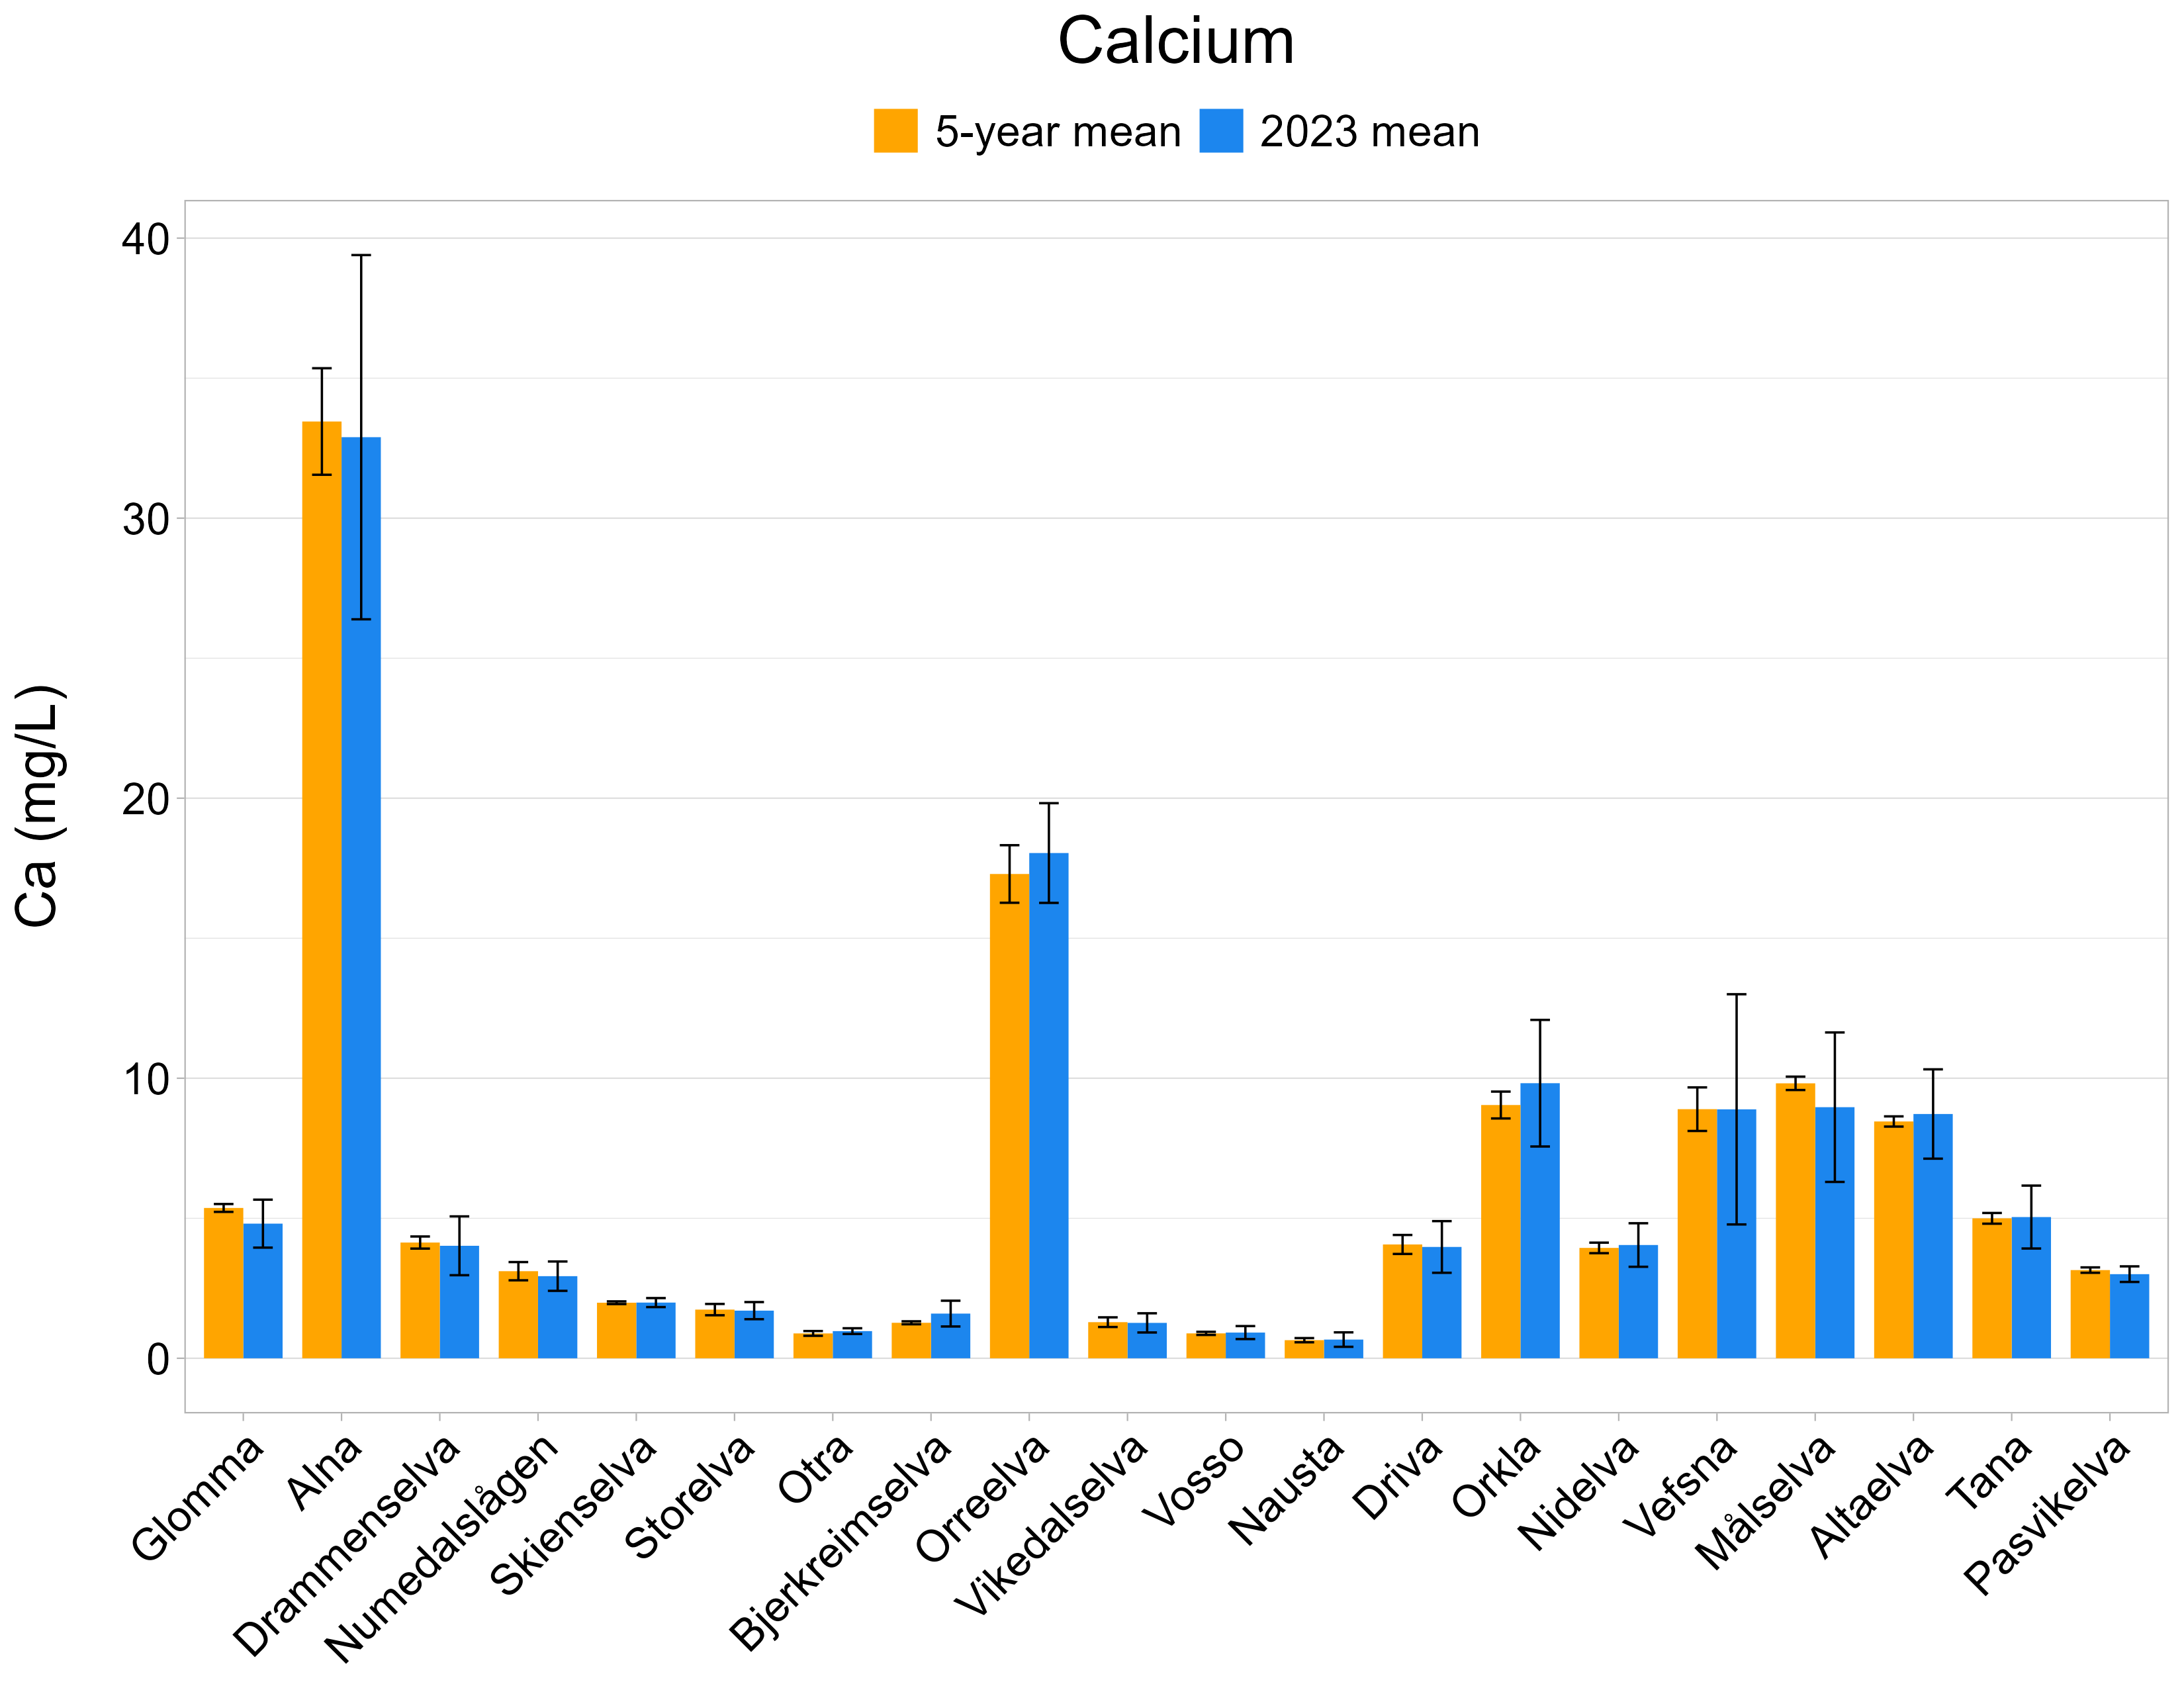 Calcium
5-year mean 2023 mean
Ca (mg/L)
40
30
20
10
0
Glomma
Alna
Drammenselva
Numedalslågen
Skienselva
Storelva
Otra
Bjerkreimselva
Orreelva
Vikedalselva
Vosso
Nausta
Driva
Orkla
Nidelva
Vefsna
Målselva
Altaelva
Tana
Pasvikelva